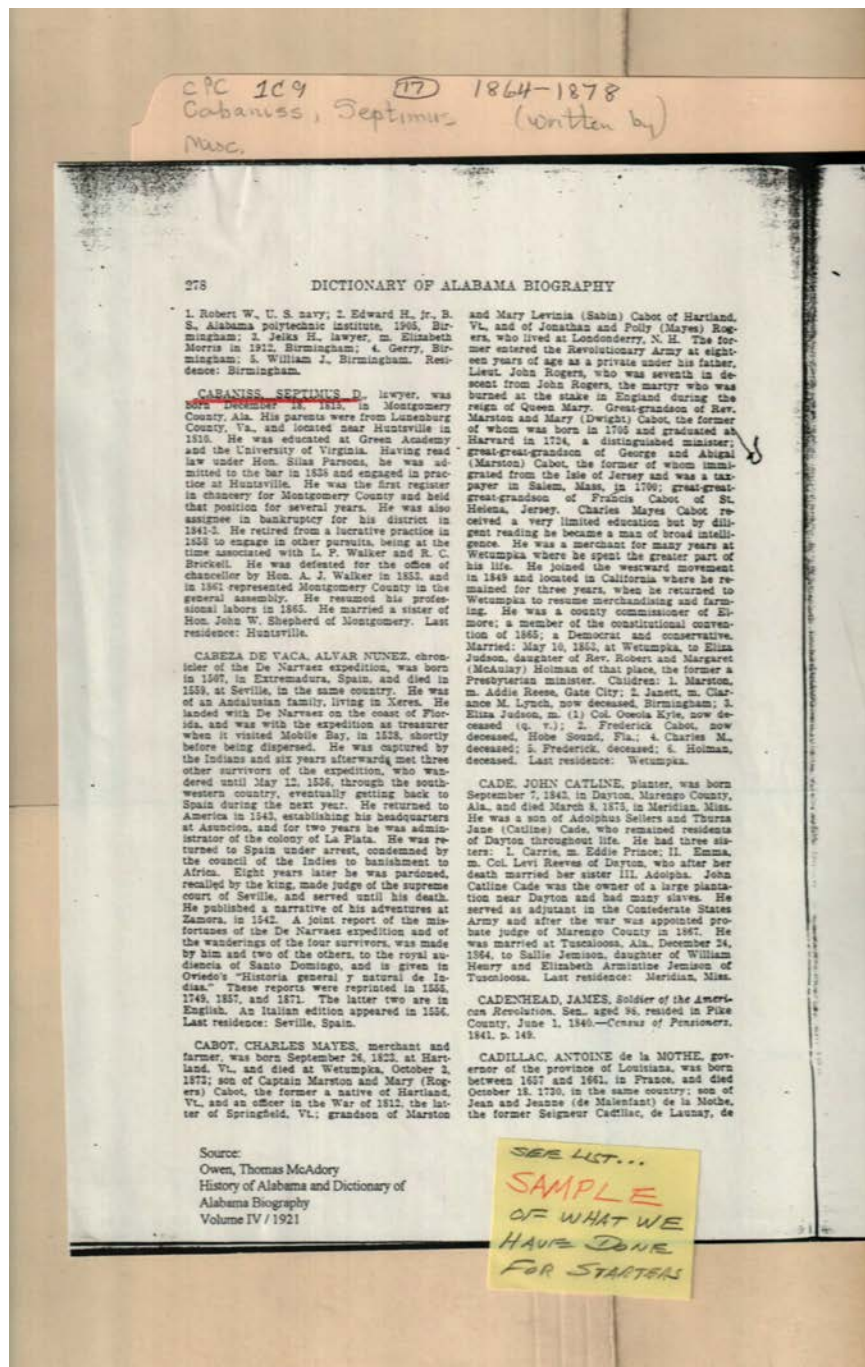 CPC 1C9 (17) 1864-1878
Cabaniss, Septimus (written by)
Misc.
278 DICTIONARY OF ALABAMA BIOGRAPHY
1. Robert W., U. S. navy; 2. Edward H., jr., B.
S., Alabama polytechnic institute, 1905, Bir-
mingham; 3. Jelks H., lawyer, m. Elizabeth
Morris in 1912, Birmingham; 4. Gerry, Bir-
mingham; 5. William J., Birmingham. Resi-
dence: Birmingham.
CABANISS, SEPTIMUS D., lawyer, was
born December 18, 1815, in Montgomery
County, Ala. His parents were from Lunenburg
County, Va., and located near Huntsville in
1810. He was educated at Green Academy
and the University of Virginia. Having read
law under Hon. Silas Parsons, he was ad-
mitted to the bar in 1838 and engaged in prac-
tice at Huntsville. He was the first register
in chancery for Montgomery County and held
that position for several years. He was also
assignee in bankruptcy for his district in
1841-3. He retired from a lucrative practice in
1858 to engage in other pursuits, being at the
time associated with L. P. Walker and R. C.
Brickell. He was defeated for the office of
chancellor by Hon. A. J. Walker in 1853, and
in 1861 represented Montgomery County in the
general assembly. He resumed his profes-
sional labors in 1865. He married a sister of
Hon. John W. Shepherd of Montgomery. Last
residence: Huntsville.
CABEZA DE VACA, ALVAR NUNEZ, chron-
icler of the De Narvaez expedition, was born
in 1507, in Extremadura, Spain, and died in
1559, at Seville, in the same country. He was
of an Andalusian family, living in Xeres. He
landed with De Narvaez on the coast of Flor-
ida, and was with the expedition as treasurer
when it visited Mobile Bay, in 1528, shortly
before being dispersed. He was captured by
the Indians and six years afterwards met three
other survivors of the expedition, who wan-
dered until May 12, 1536, through the south-
western country, eventually getting back to
Spain during the next year. He returned to
America in 1543, establishing his headquarters
at Asuncion, and for two years he was admin-
istrator of the colony of La Plata. He was re-
turned to Spain under arrest, condemned by
the council of the Indies to banishment to
Africa. Eight years later he was pardoned,
recalled by the king, made judge of the supreme
court of Seville, and served until his death.
He published a narrative of his adventures at
Zamora, in 1542. A joint report of the mis-
fortunes of the De Narvaez expedition and of
the wanderings of the four survivors, was made
by him and two of the others, to the royal au-
diencia of Santo Domingo, and is given in
Oviedo's "Historia general y natural de In-
dias." These reports were reprinted in 1555,
1749, 1857, and 1871. The latter two are in
English. An Italian edition appeared in 1556.
Last residence: Seville, Spain.
CABOT, CHARLES MAYES, merchant and
farmer, was born September 26, 1822, at Hart-
land, Vt., and died at Wetumpka, October 2,
1872; son of Captain Marston and Mary (Rog-
ers) Cabot, the former a native of Hartland,
Vt., and an officer in the War of 1812, the lat-
ter of Springfield, Vt.; grandson of Marston
and Mary Levinia (Sabin) Cabot of Hartland,
Vt., and of Jonathan and Polly (Mayes) Rog-
ers, who lived at Londonderry, N. H. The for-
mer entered the Revolutionary Army at eight-
een years of age as a private under his father,
Lieut. John Rogers, who was seventh in de-
scent from John Rogers, the martyr who was
burned at the stake in England during the
reign of Queen Mary. Great-grandson of Rev.
Marston and Mary (Dwight) Cabot, the former
of whom was born in 1705 and graduated at
Harvard in 1724, a distinguished minister;
great-great-grandson of George and Abigal
(Marston) Cabot, the former of whom immi-
grated from the Isle of Jersey and was a tax-
payer in Salem, Mass, in 1700; great-great-
great-grandson of Francis Cabot of St.
Helena, Jersey. Charles Mayes Cabot re-
ceived a very limited education but by dili-
gent reading he became a man of broad intelli-
gence. He was a merchant for many years at
Wetumpka where he spent the greater part of
his life. He joined the westward movement
in 1849 and located in California where he re-
mained for three years, when he returned to
Wetumpka to resume merchandising and farm-
ing. He was a county commissioner of El-
more; a member of the constitutional conven-
tion of 1865; a Democrat and conservative.
Married: May 10, 1853, at Wetumpka, to Eliza
Judson, daughter of Rev. Robert and Margaret
(McAulay) Holman of that place, the former a
Presbyterian minister. Children: 1. Marston,
m. Addie Reese, Gate City; 2. Janett, m. Clar-
ance M. Lynch, now deceased, Birmingham; 3.
Eliza Judson, m. (1) Col. Oceola Kyle, now de-
ceased (q. v.); 2. Frederick Cabot, now
deceased, Hobe Sound, Fla.; 4. Charles M.,
deceased; 5. Frederick, deceased; 6. Holman,
deceased. Last residence: Wetumpka.
CADE, JOHN CATLINE, planter, was born
September 7, 1842, in Dayton, Marengo County,
Ala., and died March 8, 1875, in Meridian, Miss.
He was a son of Adolphus Sellers and Thurza
Jane (Catline) Cade, who remained residents
of Dayton throughout life. He had three sis-
ters: I. Carrie, m. Eddie Prince; II. Emma,
m. Col. Levi Reeves of Dayton, who after her
death married her sister III. Adolpha. John
Catline Cade was the owner of a large planta-
tion near Dayton and had many slaves. He
served as adjutant in the Confederate States
Army and after the war was appointed pro-
bate judge of Marengo County in 1867. He
was married at Tuscaloosa, Ala., December 24,
1864, to Sallie Jemison, daughter of William
Henry and Elizabeth Armintine Jemison of
Tuscaloosa. Last residence: Meridian, Miss.
CADENHEAD, JAMES, Soldier of the Ameri-
can Revolution. Sen., aged 96, resided in Pike
County, June 1, 1840.—Census of Pensioners,
1841, p. 149.
CADILLAC, ANTOINE de la MOTHE, gov-
ernor of the province of Louisiana, was born
between 1657 and 1661, in France, and died
October 18, 1730, in the same country; son of
Jean and Jeanne (de Malenfant) de la Mothe,
the former Seigneur Cadillac, de Launay, de
Source:
Owen, Thomas McAdory
History of Alabama and Dictionary of
Alabama Biography
Volume IV / 1921
SEE LIST...
SAMPLE
OF WHAT WE
HAVE DONE
FOR STARTERS